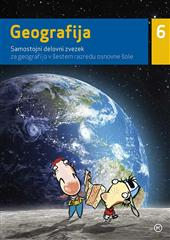 Geografija 6
Samostojni delovni zvezek
za geografijo v šestem razredu osnovne šole